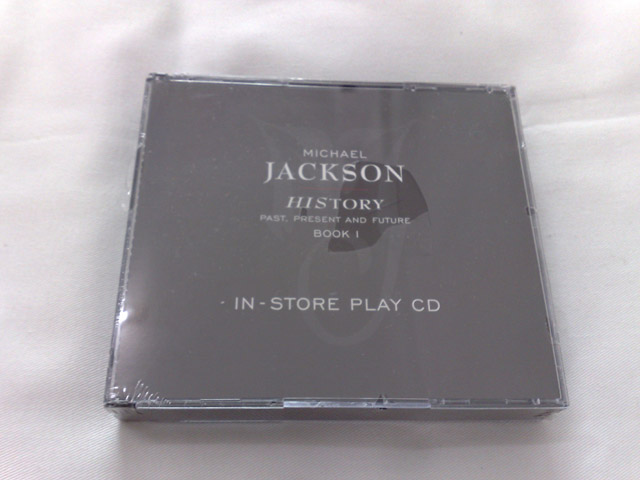 MICHAEL
JACKSON
HISTORY
PAST, PRESENT AND FUTURE
BOOK I
- IN-STORE PLAY CD